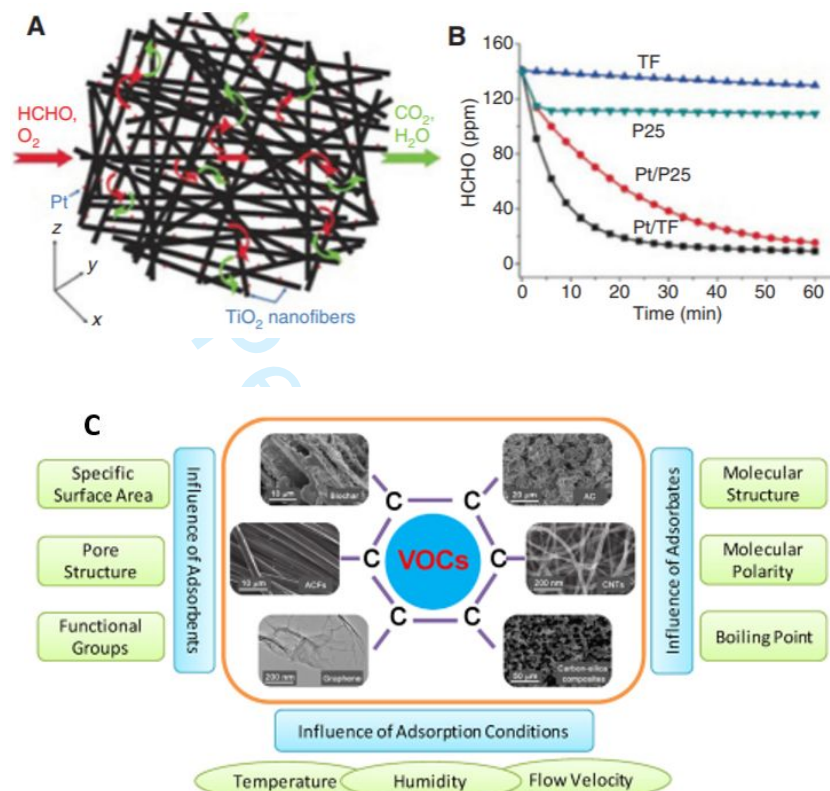 A
HCHO,
O2
CO2,
H2O
Pt
z
y
x
TiO2 nanofibers
B
HCHO (ppm)
160
120
80
40
0
TF
P25
Pt/P25
Pt/TF
0 10 20 30 40 50 60
Time (min)
C
Specific
Surface Area
Pore
Structure
Functional
Groups
Influence of Adsorbents
10 μm
Biochar
20 μm
AC
10 μm
ACFs
200 nm
CNTs
200 nm
Graphene
50 μm
Carbon-silica
composites
C C
C VOCs C
C C
Influence of Adsorbates
Molecular
Structure
Molecular
Polarity
Boiling Point
Influence of Adsorption Conditions
Temperature
Humidity
Flow Velocity